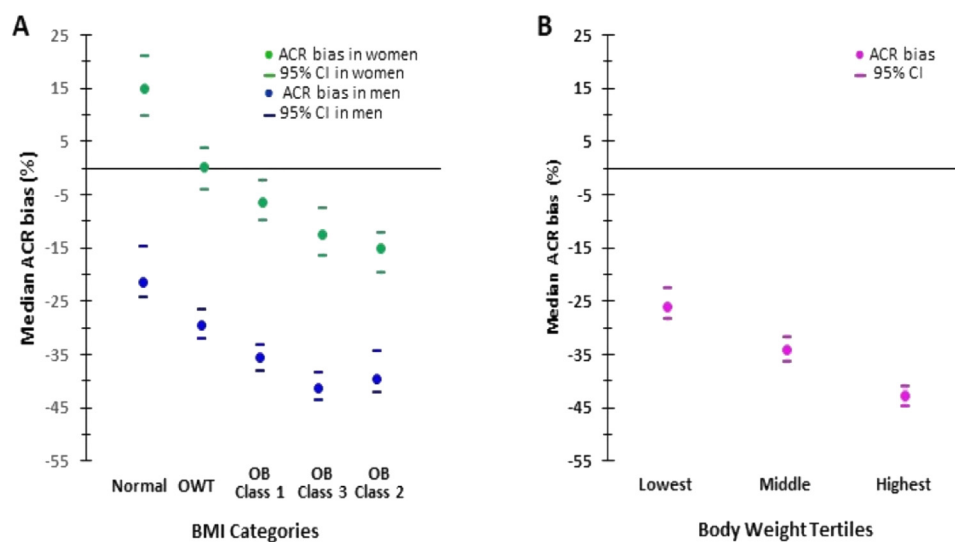 A
Median ACR bias (%)
25
15
5
-5
-15
-25
-35
-45
-55
ACR bias in women
95% CI in women
ACR bias in men
95% CI in men
Normal
OWT
OB
Class 1
OB
Class 3
OB
Class 2
BMI Categories
B
Median ACR bias (%)
25
15
5
-5
-15
-25
-35
-45
-55
ACR bias
95% CI
Lowest
Middle
Highest
Body Weight Tertiles